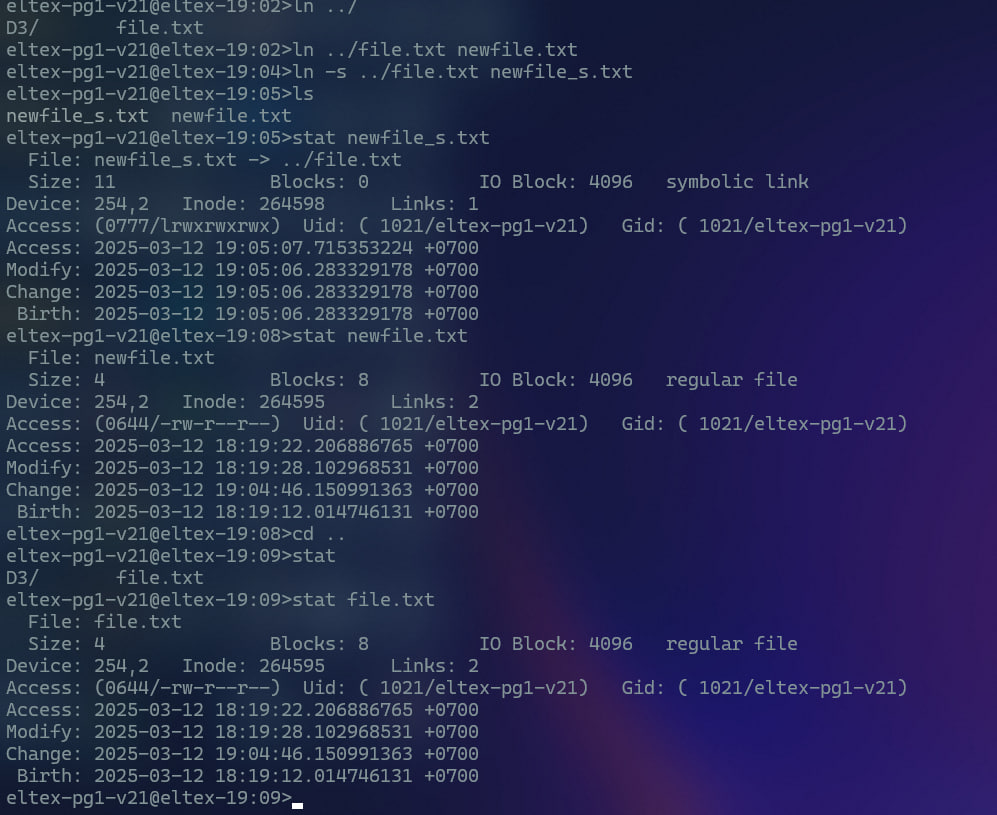 eltex-pg1-v21@eltex-19:02>ln ../
D3/       file.txt
eltex-pg1-v21@eltex-19:02>ln ../file.txt newfile.txt
eltex-pg1-v21@eltex-19:04>ln -s ../file.txt newfile_s.txt
eltex-pg1-v21@eltex-19:05>ls
newfile_s.txt  newfile.txt
eltex-pg1-v21@eltex-19:05>stat newfile_s.txt
  File: newfile_s.txt -> ../file.txt
  Size: 11              Blocks: 0          IO Block: 4096   symbolic link
Device: 254,2   Inode: 264598      Links: 1
Access: (0777/lrwxrwxrwx)  Uid: ( 1021/eltex-pg1-v21)   Gid: ( 1021/eltex-pg1-v21)
Access: 2025-03-12 19:05:07.715353224 +0700
Modify: 2025-03-12 19:05:06.283329178 +0700
Change: 2025-03-12 19:05:06.283329178 +0700
 Birth: 2025-03-12 19:05:06.283329178 +0700
eltex-pg1-v21@eltex-19:08>stat newfile.txt
  File: newfile.txt
  Size: 4               Blocks: 8          IO Block: 4096   regular file
Device: 254,2   Inode: 264595      Links: 2
Access: (0644/-rw-r--r--)  Uid: ( 1021/eltex-pg1-v21)   Gid: ( 1021/eltex-pg1-v21)
Access: 2025-03-12 18:19:22.206886765 +0700
Modify: 2025-03-12 18:19:28.102968531 +0700
Change: 2025-03-12 19:04:46.150991363 +0700
 Birth: 2025-03-12 18:19:12.014746131 +0700
eltex-pg1-v21@eltex-19:08>cd ..
eltex-pg1-v21@eltex-19:09>stat
D3/       file.txt
eltex-pg1-v21@eltex-19:09>stat file.txt
  File: file.txt
  Size: 4               Blocks: 8          IO Block: 4096   regular file
Device: 254,2   Inode: 264595      Links: 2
Access: (0644/-rw-r--r--)  Uid: ( 1021/eltex-pg1-v21)   Gid: ( 1021/eltex-pg1-v21)
Access: 2025-03-12 18:19:22.206886765 +0700
Modify: 2025-03-12 18:19:28.102968531 +0700
Change: 2025-03-12 19:04:46.150991363 +0700
 Birth: 2025-03-12 18:19:12.014746131 +0700
eltex-pg1-v21@eltex-19:09>